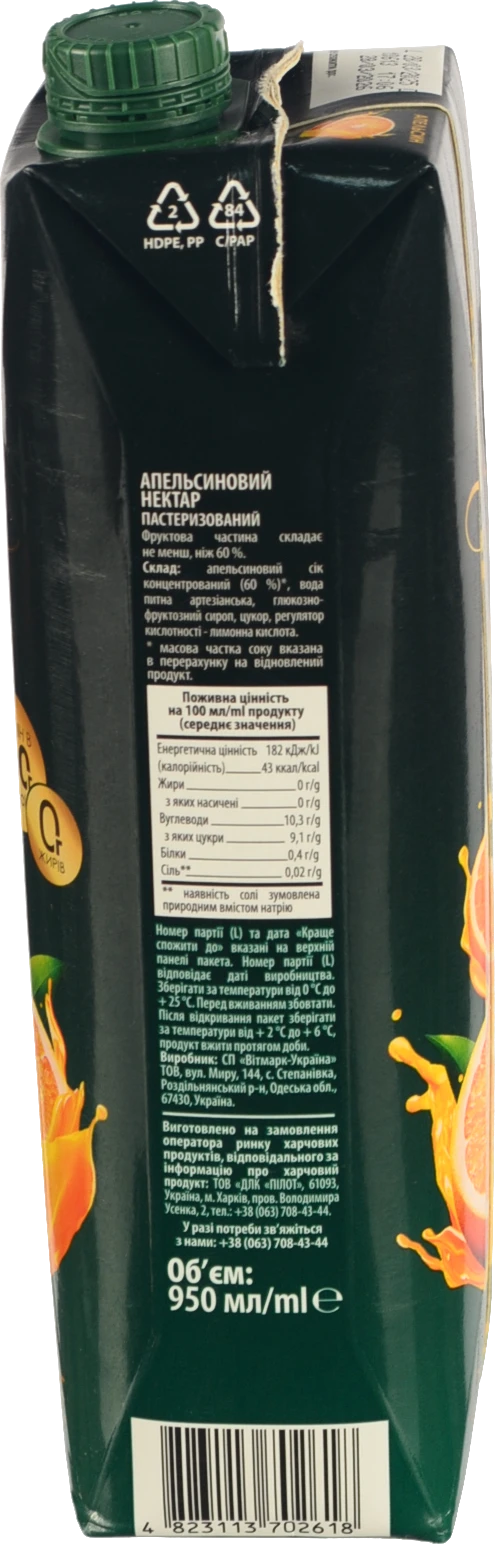 АПЕЛЬСИН
2
84
HDPE, PP C/PAP
АПЕЛЬСИНОВИЙ
НЕКТАР
ПАСТЕРИЗОВАНИЙ
Фруктова частина складає
не менш, ніж 60 %.
Склад: апельсиновий сік
концентрований (60 %)*, вода
питна артезіанська, глюкозно-
фруктозний сироп, цукор, регулятор
кислотності - лимонна кислота.
* масова частка соку вказана
в перерахунку на відновлений
продукт.
Поживна цінність
на 100 мл/ml продукту
(середнє значення)
Енергетична цінність 182 кДж/kJ
(калорійність) 43 ккал/kcal
Жири 0 г/g
з яких насичені 0 г/g
Вуглеводи 10,3 г/g
з яких цукри 9,1 г/g
Білки 0,4 г/g
Сіль** 0,02 г/g
** наявність солі зумовлена
природним вмістом натрію
0
ЖИРІВ
Номер партії (L) та дата «Краще
спожити до» вказані на верхній
панелі пакета. Номер партії (L)
відповідає даті виробництва.
Зберігати за температури від 0 °С до
+ 25 °С. Перед вживанням збовтати.
Після відкривання пакет зберігати
за температури від + 2 °С до + 6 °С,
продукт вжити протягом доби.
Виробник: СП «Вітмарк-Україна»
ТОВ, вул. Миру, 144, с. Степанівка,
Роздільнянський р-н, Одеська обл.,
67430, Україна.
Виготовлено на замовлення
оператора ринку харчових
продуктів, відповідального за
інформацію про харчовий
продукт: ТОВ «ДЛК «ПІЛОТ», 61093,
Україна, м. Харків, пров. Володимира
Усенка, 2, тел.: +38 (063) 708-43-44.
У разі потреби зв’яжіться
з нами: +38 (063) 708-43-44
Об’єм:
950 мл/ml ℮
4 823113 702618